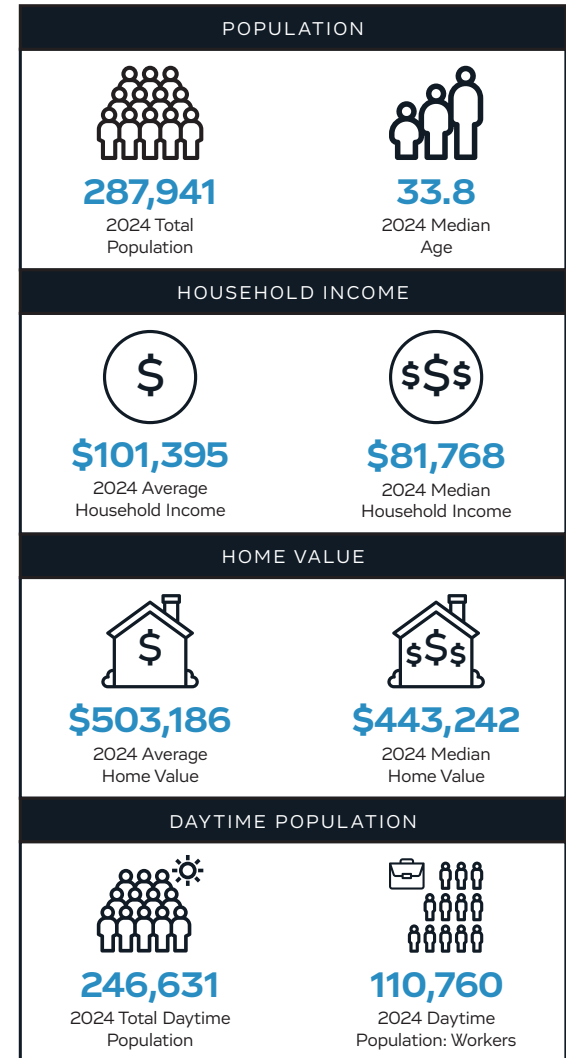 POPULATION
287,941
2024 Total
Population
33.8
2024 Median
Age
HOUSEHOLD INCOME
$
$101,395
2024 Average
Household Income
$$$
$81,768
2024 Median
Household Income
HOME VALUE
$
$503,186
2024 Average
Home Value
$$$
$443,242
2024 Median
Home Value
DAYTIME POPULATION
246,631
2024 Total Daytime
Population
110,760
2024 Daytime
Population: Workers